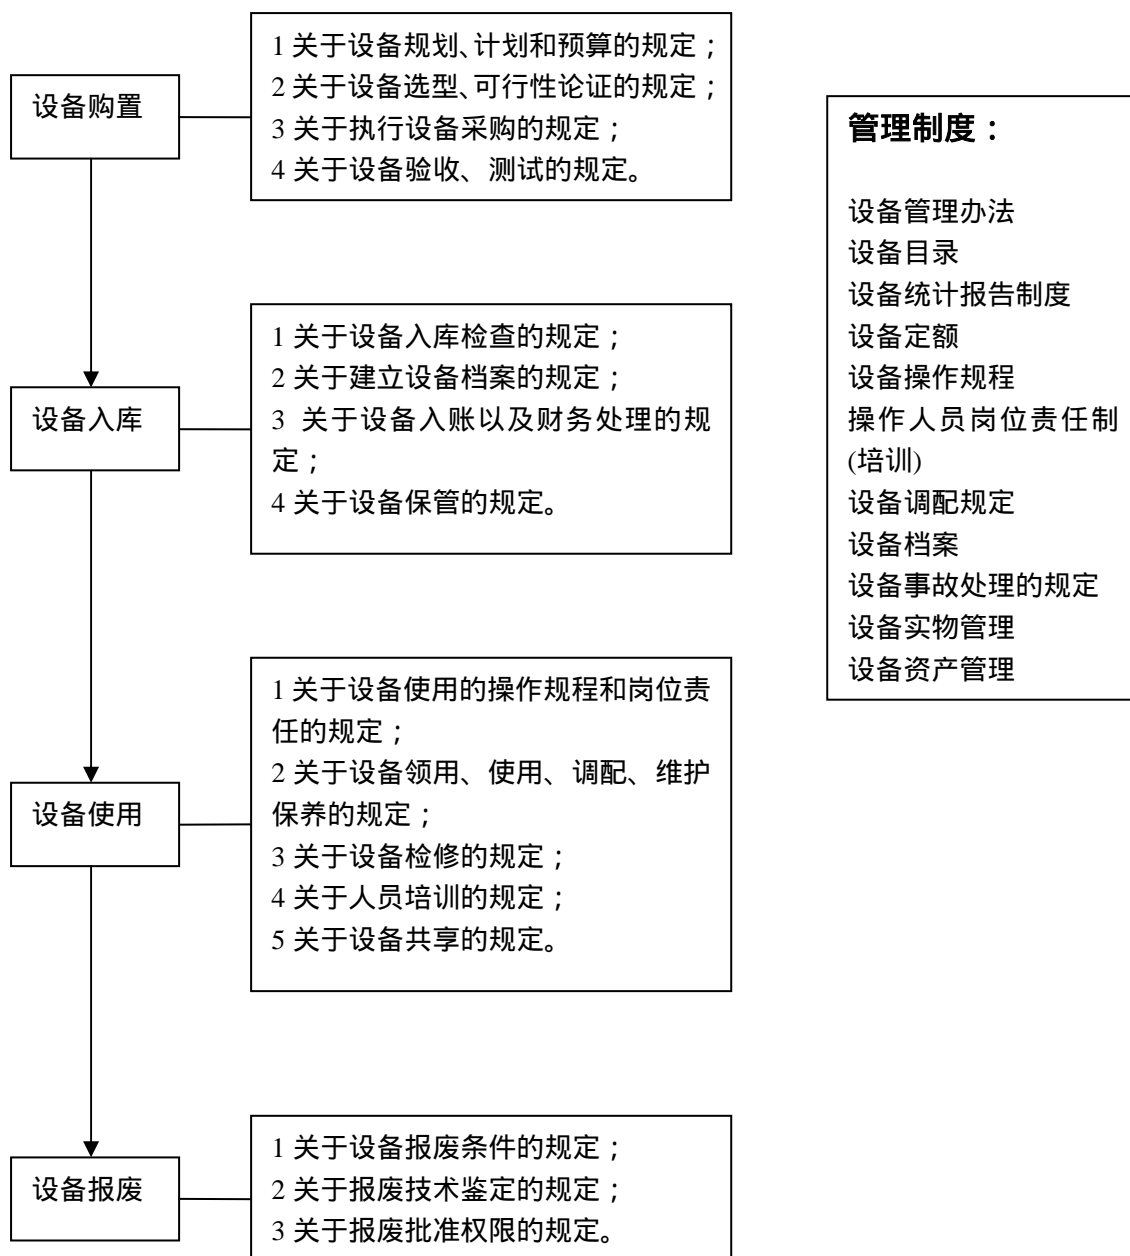 设备购置
1 关于设备规划、计划和预算的规定；
2 关于设备选型、可行性论证的规定；
3 关于执行设备采购的规定；
4 关于设备验收、测试的规定。
设备入库
1 关于设备入库检查的规定；
2 关于建立设备档案的规定；
3 关于设备入账以及财务处理的规
定；
4 关于设备保管的规定。
设备使用
1 关于设备使用的操作规程和岗位责
任的规定；
2 关于设备领用、使用、调配、维护
保养的规定；
3 关于设备检修的规定；
4 关于人员培训的规定；
5 关于设备共享的规定。
设备报废
1 关于设备报废条件的规定；
2 关于报废技术鉴定的规定；
3 关于报废批准权限的规定。
管理制度：
设备管理办法
设备目录
设备统计报告制度
设备定额
设备操作规程
操作人员岗位责任制
(培训)
设备调配规定
设备档案
设备事故处理的规定
设备实物管理
设备资产管理